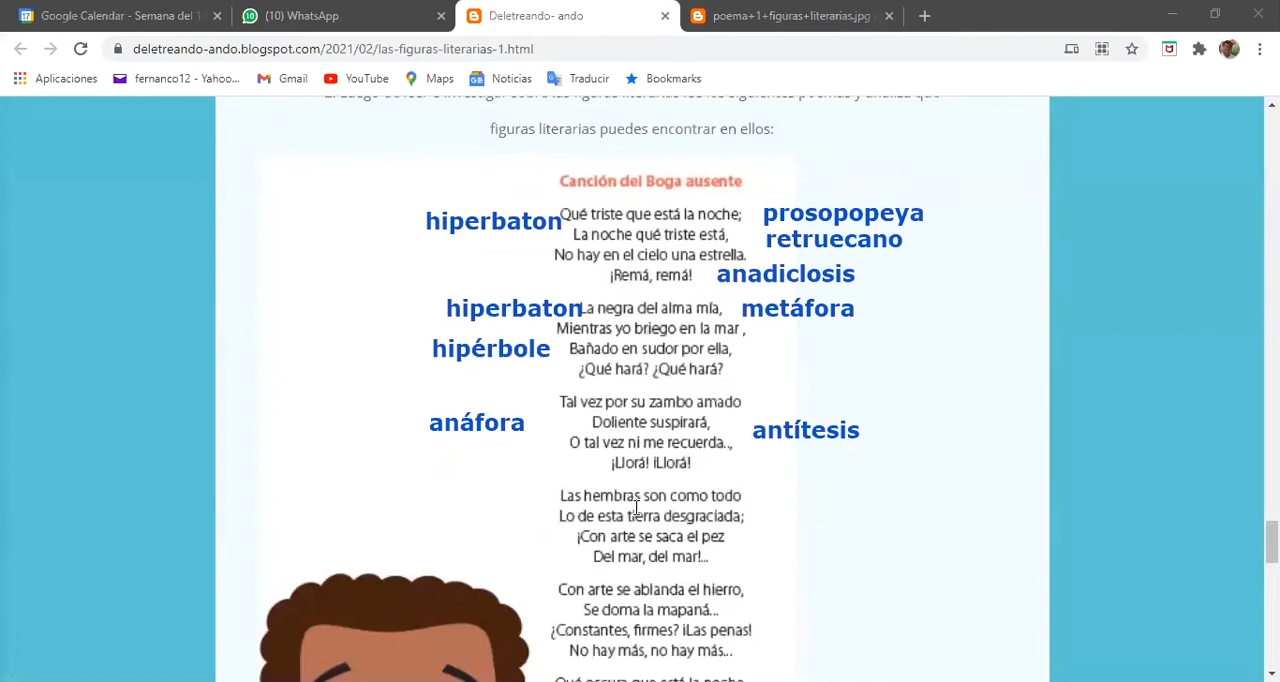 Google Calendar - Semana del 1
(10) WhatsApp
Deletreando- ando
poema+1+figuras+literarias.jpg
deletreando-ando.blogspot.com/2021/02/las-figuras-literarias-1.html
Aplicaciones
fernanco12 - Yahoo...
Gmail
YouTube
Maps
Noticias
Traducir
Bookmarks
figuras literarias puedes encontrar en ellos:
Canción del Boga ausente
hiperbaton Qué triste que está la noche; prosopopeya
La noche qué triste está, retruecano
No hay en el cielo una estrella.
¡Remá, remá! anadiclosis
hiperbaton La negra del alma mía, metáfora
Mientras yo briego en la mar ,
hipérbole Bañado en sudor por ella,
¿Qué hará? ¿Qué hará?
Tal vez por su zambo amado
anáfora Doliente suspirará, antítesis
O tal vez ni me recuerda..,
¡Llorá! ¡Llorá!
Las hembras son como todo
Lo de esta tierra desgraciada;
¡Con arte se saca el pez
Del mar, del mar!...
Con arte se ablanda el hierro,
Se doma la mapaná...
¿Constantes, firmes? ¡Las penas!
No hay más, no hay más...